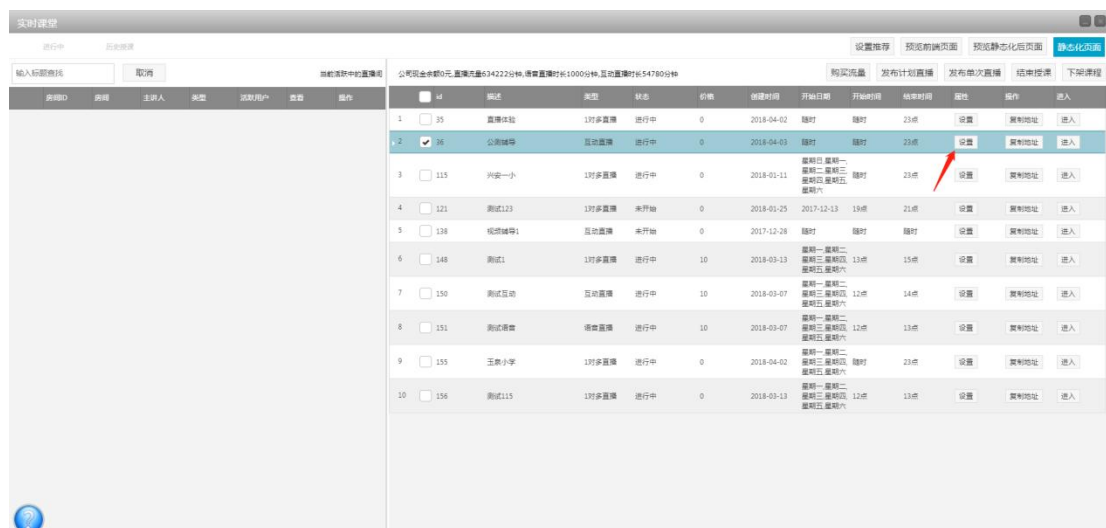 实时课堂
进行中 历史授课 设置推荐 预览前端页面 预览静态化后页面 静态化页面
输入标题查找 取消 当前活跃中的直播间 公司现金余额0元,直播流量634222分钟,语音直播时长1000分钟,互动直播时长54780分钟 购买流量 发布计划直播 发布单次直播 结束授课 下架课程
房间ID 房间 主讲人 类型 活跃用户 查看 操作 id 描述 类型 状态 价格 创建时间 开始日期 开始时间 结束时间 属性 操作 进入
1 35 直播体验 1对多直播 进行中 0 2018-04-02 随时 随时 23点 设置 复制地址 进入
2 36 公测辅导 互动直播 进行中 0 2018-04-03 随时 随时 23点 设置 复制地址 进入
星期日,星期一,
星期二,星期三,
3 115 兴安一小 1对多直播 进行中 0 2018-01-11 星期四,星期五, 随时 23点 设置 复制地址 进入
星期六
4 121 测试123 1对多直播 未开始 0 2018-01-25 2017-12-13 19点 21点 设置 复制地址 进入
5 138 视频辅导1 互动直播 未开始 0 2017-12-28 随时 随时 随时 设置 复制地址 进入
星期一,星期二,
6 148 测试1 1对多直播 进行中 10 2018-03-13 星期三,星期四, 13点 15点 设置 复制地址 进入
星期五,星期六
星期一,星期二,
7 150 测试互动 互动直播 进行中 10 2018-03-07 星期三,星期四, 12点 14点 设置 复制地址 进入
星期五,星期六
星期一,星期二,
8 151 测试语音 语音直播 进行中 10 2018-03-07 星期三,星期四, 12点 13点 设置 复制地址 进入
星期五,星期六
星期一,星期二,
9 155 玉泉小学 1对多直播 进行中 0 2018-04-02 星期三,星期四, 随时 23点 设置 复制地址 进入
星期五,星期六
星期一,星期二,
10 156 测试115 1对多直播 进行中 0 2018-03-13 星期三,星期四, 12点 13点 设置 复制地址 进入
星期五,星期六